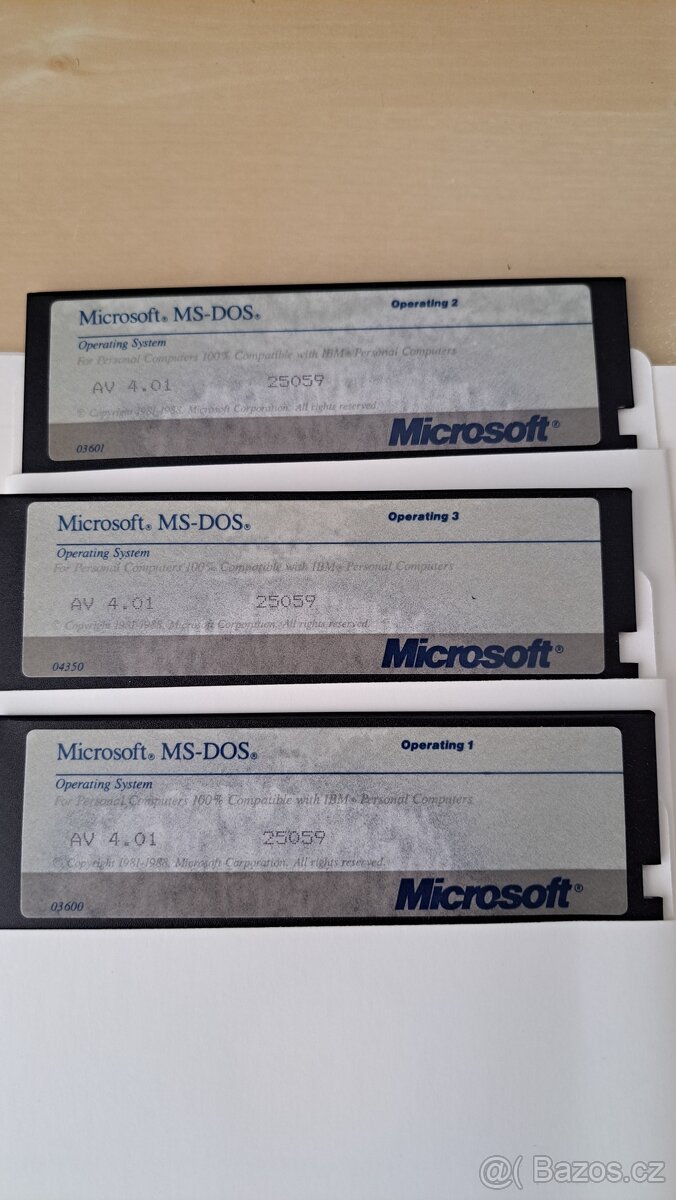 Microsoft® MS-DOS®
Operating 2
Operating System
For Personal Computers 100% Compatible with IBM® Personal Computers
AV 4.01 25059
© Copyright 1981-1988, Microsoft Corporation. All rights reserved.
03601
Microsoft®
Microsoft® MS-DOS®
Operating 3
Operating System
For Personal Computers 100% Compatible with IBM® Personal Computers
AV 4.01 25059
© Copyright 1981-1988, Microsoft Corporation. All rights reserved.
04350
Microsoft®
Microsoft® MS-DOS®
Operating 1
Operating System
For Personal Computers 100% Compatible with IBM® Personal Computers
AV 4.01 25059
© Copyright 1981-1988, Microsoft Corporation. All rights reserved.
03600
Microsoft®
@( Bazos.cz